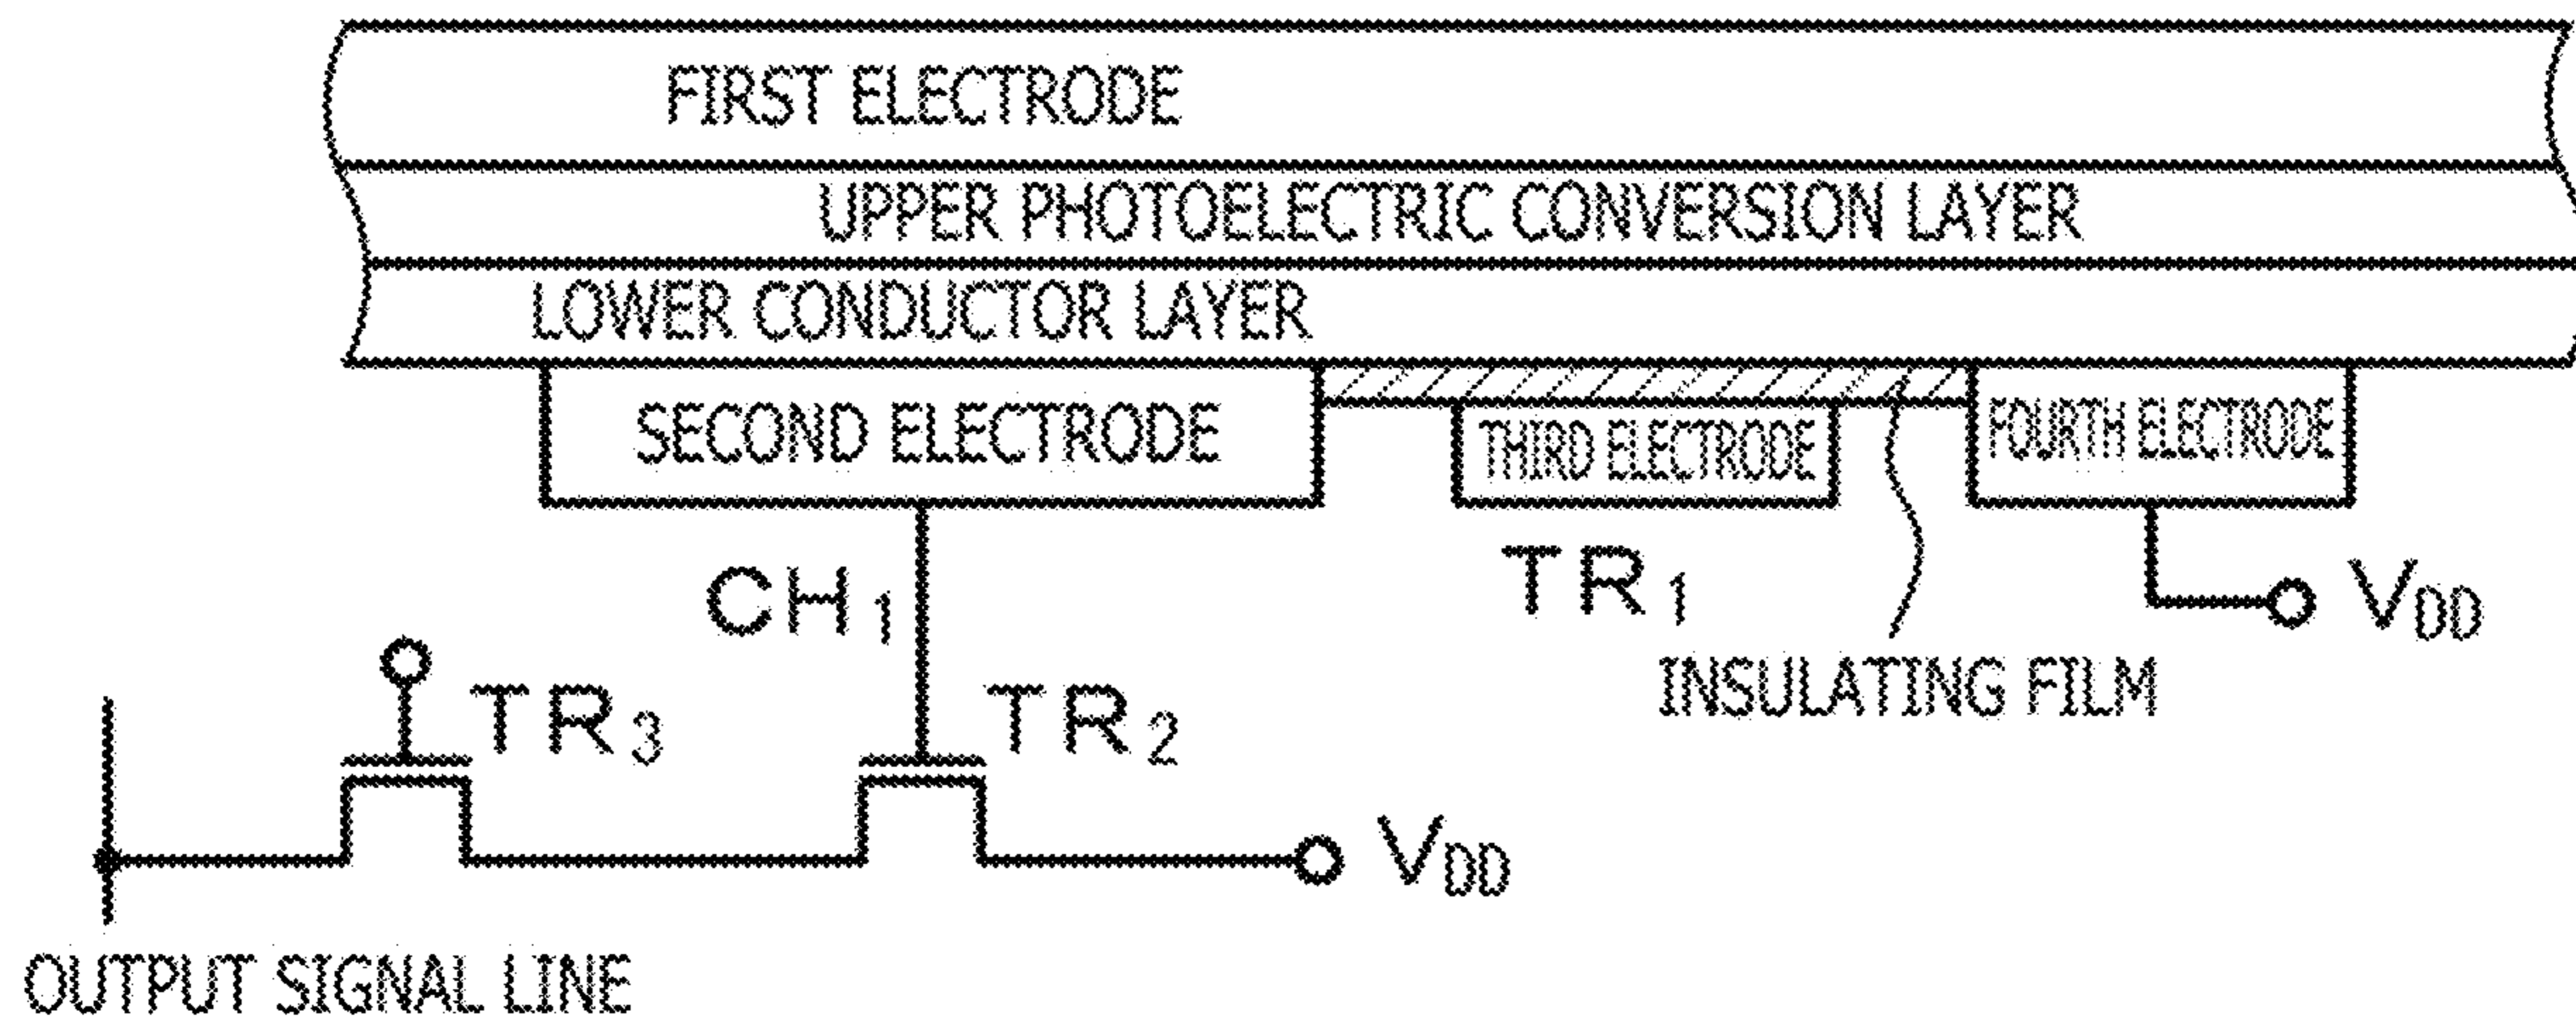 FIRST ELECTRODE
UPPER PHOTOELECTRIC CONVERSION LAYER
LOWER CONDUCTOR LAYER
SECOND ELECTRODE
THIRD ELECTRODE
FOURTH ELECTRODE
CH1
TR1
VDD
INSULATING FILM
TR3
TR2
VDD
OUTPUT SIGNAL LINE